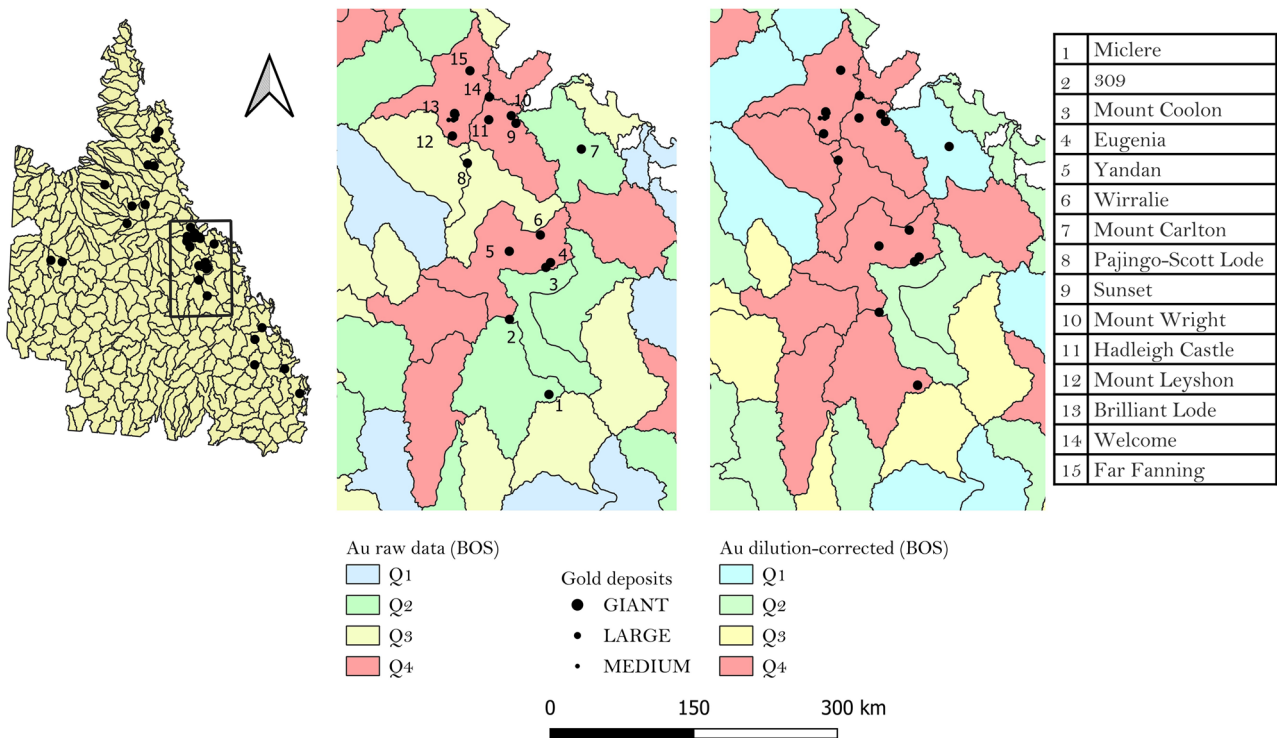 15
14
13
10
11
12
9
7
8
6
5
4
3
2
1
1 Miclere
2 309
3 Mount Coolon
4 Eugenia
5 Yandan
6 Wirralie
7 Mount Carlton
8 Pajingo-Scott Lode
9 Sunset
10 Mount Wright
11 Hadleigh Castle
12 Mount Leyshon
13 Brilliant Lode
14 Welcome
15 Far Fanning
Au raw data (BOS)
Q1
Q2
Q3
Q4
Gold deposits
GIANT
LARGE
MEDIUM
Au dilution-corrected (BOS)
Q1
Q2
Q3
Q4
0 150 300 km